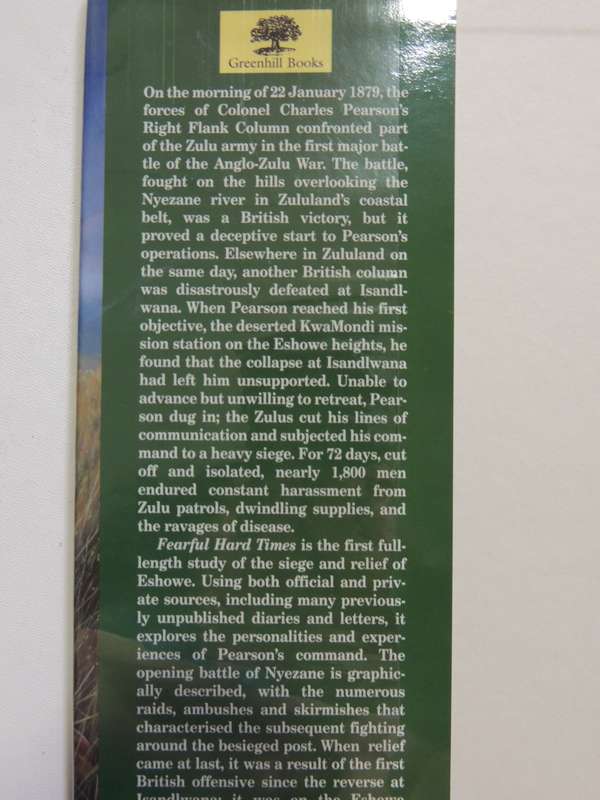 Greenhill Books
On the morning of 22 January 1879, the
forces of Colonel Charles Pearson's
Right Flank Column confronted part
of the Zulu army in the first major bat-
tle of the Anglo-Zulu War. The battle,
fought on the hills overlooking the
Nyezane river in Zululand's coastal
belt, was a British victory, but it
proved a deceptive start to Pearson's
operations. Elsewhere in Zululand on
the same day, another British column
was disastrously defeated at Isandl-
wana. When Pearson reached his first
objective, the deserted KwaMondi mis-
sion station on the Eshowe heights, he
found that the collapse at Isandlwana
had left him unsupported. Unable to
advance but unwilling to retreat, Pear-
son dug in; the Zulus cut his lines of
communication and subjected his com-
mand to a heavy siege. For 72 days, cut
off and isolated, nearly 1,800 men
endured constant harassment from
Zulu patrols, dwindling supplies, and
the ravages of disease.
Fearful Hard Times is the first full-
length study of the siege and relief of
Eshowe. Using both official and priv-
ate sources, including many previous-
ly unpublished diaries and letters, it
explores the personalities and exper-
iences of Pearson's command. The
opening battle of Nyezane is graphic-
ally described, with the numerous
raids, ambushes and skirmishes that
characterised the subsequent fighting
around the besieged post. When relief
came at last, it was a result of the first
British offensive since the reverse at
Isandlwana; it was on the Eshowe